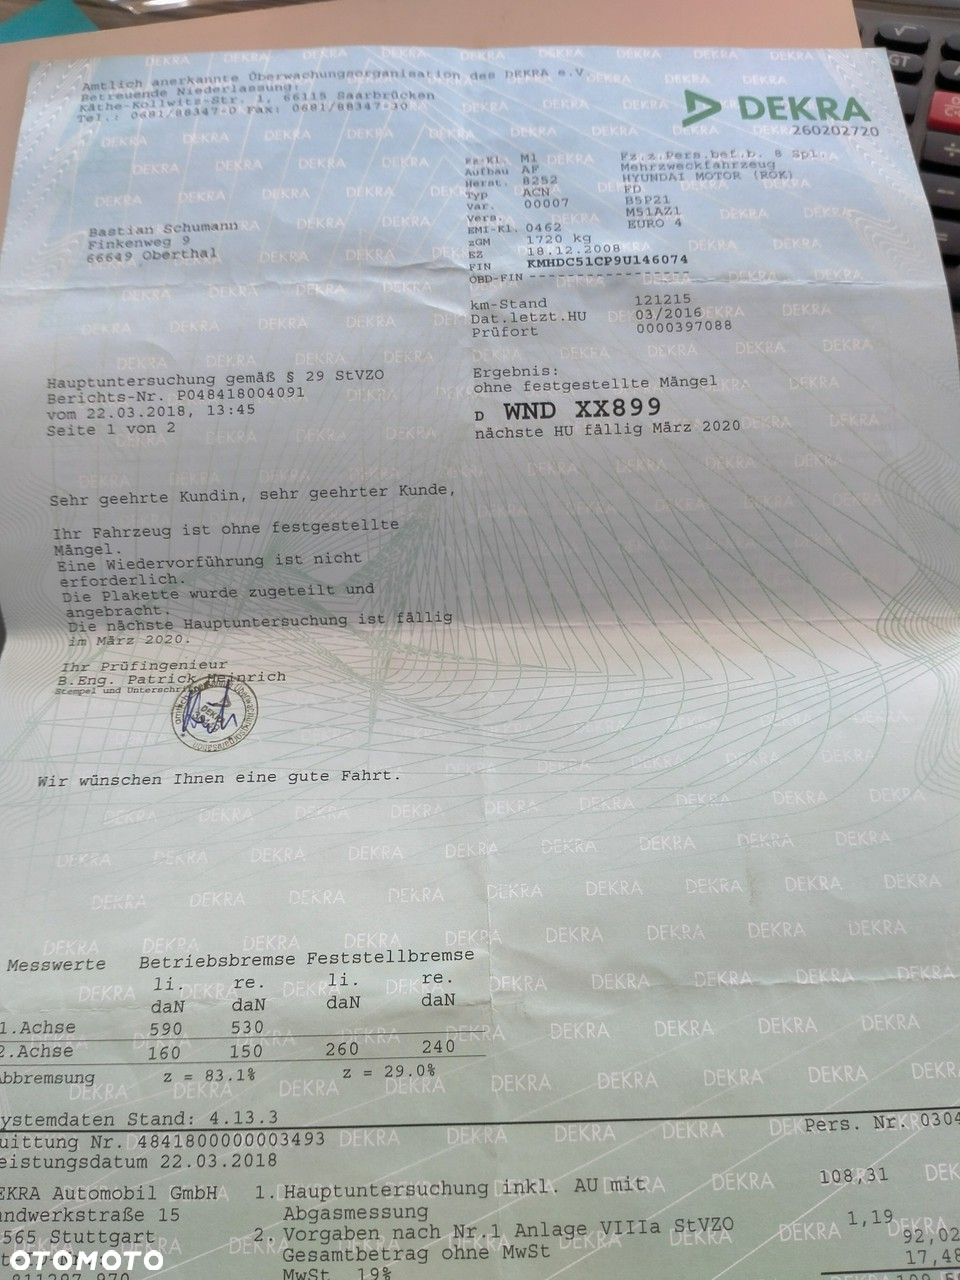 Amtlich anerkannte Überwachungsorganisation des DEKRA e.V.
Betreuende Niederlassung:
Käthe-Kollwitz-Str. 1, 66115 Saarbrücken
Tel.: 0681/88347-0 Fax: 0681/88347-30
DEKRA
260202720
Fz.-Kl. M1 Fz.z.Pers.bef.b. 8 Spl.
Aufbau AF Mehrzweckfahrzeug
Herst. 8252 HYUNDAI MOTOR (ROK)
Typ ACN FD
Var. 00007 B5P21
Vers. M51AZ1
EMI-Kl. 0462 EURO 4
zGM 1720 kg
EZ 18.12.2008
FIN KMHDC51CP9U146074
OBD-FIN -----------------
Bastian Schumann
Finkenweg 9
66649 Oberthal
km-Stand 121215
Dat.letzt.HU 03/2016
Prüfort 0000397088
Hauptuntersuchung gemäß § 29 StVZO
Berichts-Nr. P048418004091
vom 22.03.2018, 13:45
Seite 1 von 2
Ergebnis:
ohne festgestellte Mängel
D WND XX899
nächste HU fällig März 2020
Sehr geehrte Kundin, sehr geehrter Kunde,
Ihr Fahrzeug ist ohne festgestellte
Mängel.
Eine Wiedervorführung ist nicht
erforderlich.
Die Plakette wurde zugeteilt und
angebracht.
Die nächste Hauptuntersuchung ist fällig
im März 2020.
Ihr Prüfingenieur
B.Eng. Patrick Heinrich
Stempel und Unterschrift
Wir wünschen Ihnen eine gute Fahrt.
Messwerte Betriebsbremse Feststellbremse
li. re. li. re.
daN daN daN daN
1.Achse 590 530
2.Achse 160 150 260 240
Abbremsung z = 83.1% z = 29.0%
ystemdaten Stand: 4.13.3
uittung Nr. 4841800000003493 Pers. Nr. 0304
eistungsdatum 22.03.2018
EKRA Automobil GmbH 1. Hauptuntersuchung inkl. AU mit 108,31
andwerkstraße 15 Abgasmessung
565 Stuttgart 2. Vorgaben nach Nr.1 Anlage VIIIa StVZO 1,19
Gesamtbetrag ohne MwSt 92,02
MwSt 19% 17,48
OTOMOTO